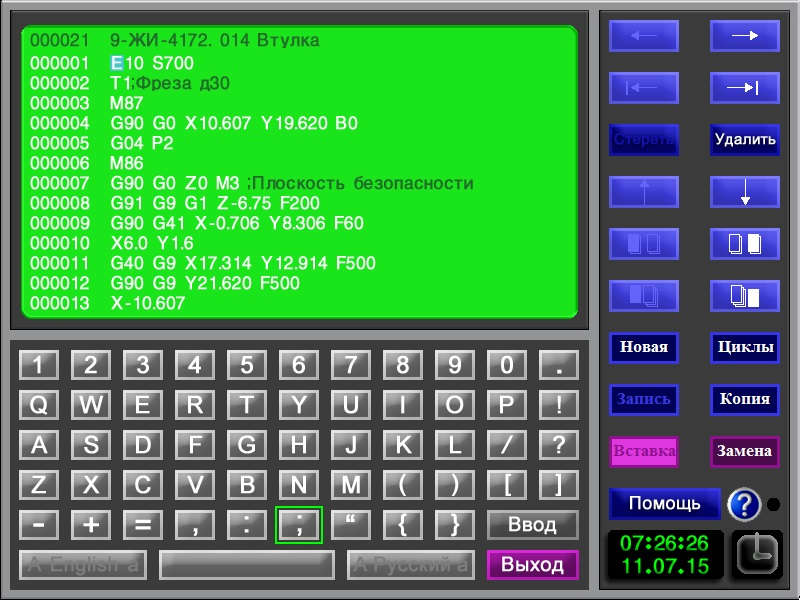 000021 9-ЖИ-4172. 014 Втулка
000001 E10 S700
000002 T1;Фреза д30
000003 M87
000004 G90 G0 X10.607 Y19.620 B0
000005 G04 P2
000006 M86
000007 G90 G0 Z0 M3 ;Плоскость безопасности
000008 G91 G9 G1 Z-6.75 F200
000009 G90 G41 X-0.706 Y8.306 F60
000010 X6.0 Y1.6
000011 G40 G9 X17.314 Y12.914 F500
000012 G90 G9 Y21.620 F500
000013 X-10.607
1 2 3 4 5 6 7 8 9 0 .
Q W E R T Y U I O P !
A S D F G H J K L / ?
Z X C V B N M ( ) [ ]
- + = , : ; “ { } Ввод
A English a A Русский a Выход
Стереть Удалить
Новая Циклы
Запись Копия
Вставка Замена
Помощь ?
07:26:26
11.07.15